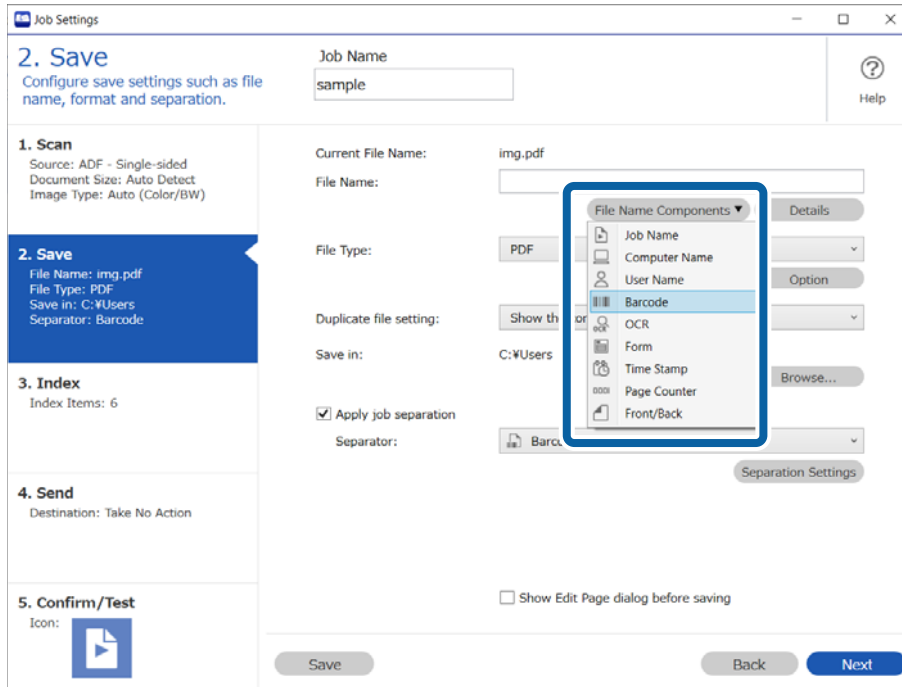 Job Settings
2. Save
Configure save settings such as file
name, format and separation.
Job Name
sample
Help
1. Scan
Source: ADF - Single-sided
Document Size: Auto Detect
Image Type: Auto (Color/BW)
2. Save
File Name: img.pdf
File Type: PDF
Save in: C:¥Users
Separator: Barcode
3. Index
Index Items: 6
4. Send
Destination: Take No Action
5. Confirm/Test
Icon:
Current File Name: img.pdf
File Name:
File Name Components ▼
Details
Job Name
Computer Name
User Name
Barcode
OCR
Form
Time Stamp
Page Counter
Front/Back
File Type: PDF
Option
Duplicate file setting: Show
Save in: C:¥Users
Browse...
Apply job separation
Separator:
Separation Settings
Show Edit Page dialog before saving
Save
Back
Next